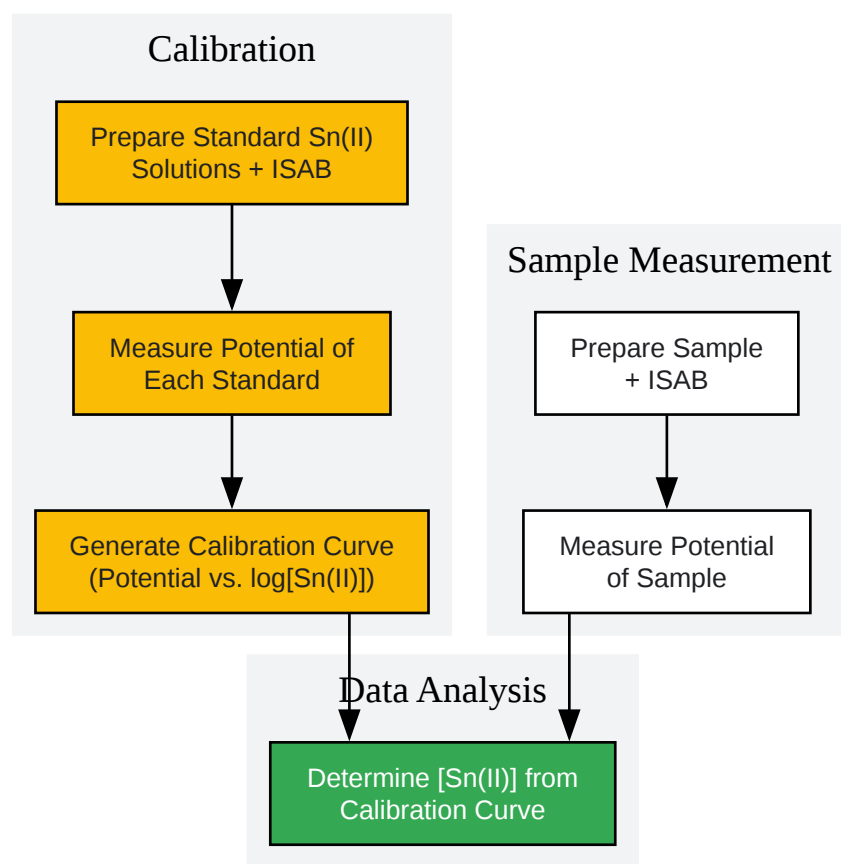 Calibration
Prepare Standard Sn(II)
Solutions + ISAB
Measure Potential of
Each Standard
Generate Calibration Curve
(Potential vs. log[Sn(II)])
Sample Measurement
Prepare Sample
+ ISAB
Measure Potential
of Sample
Data Analysis
Determine [Sn(II)] from
Calibration Curve